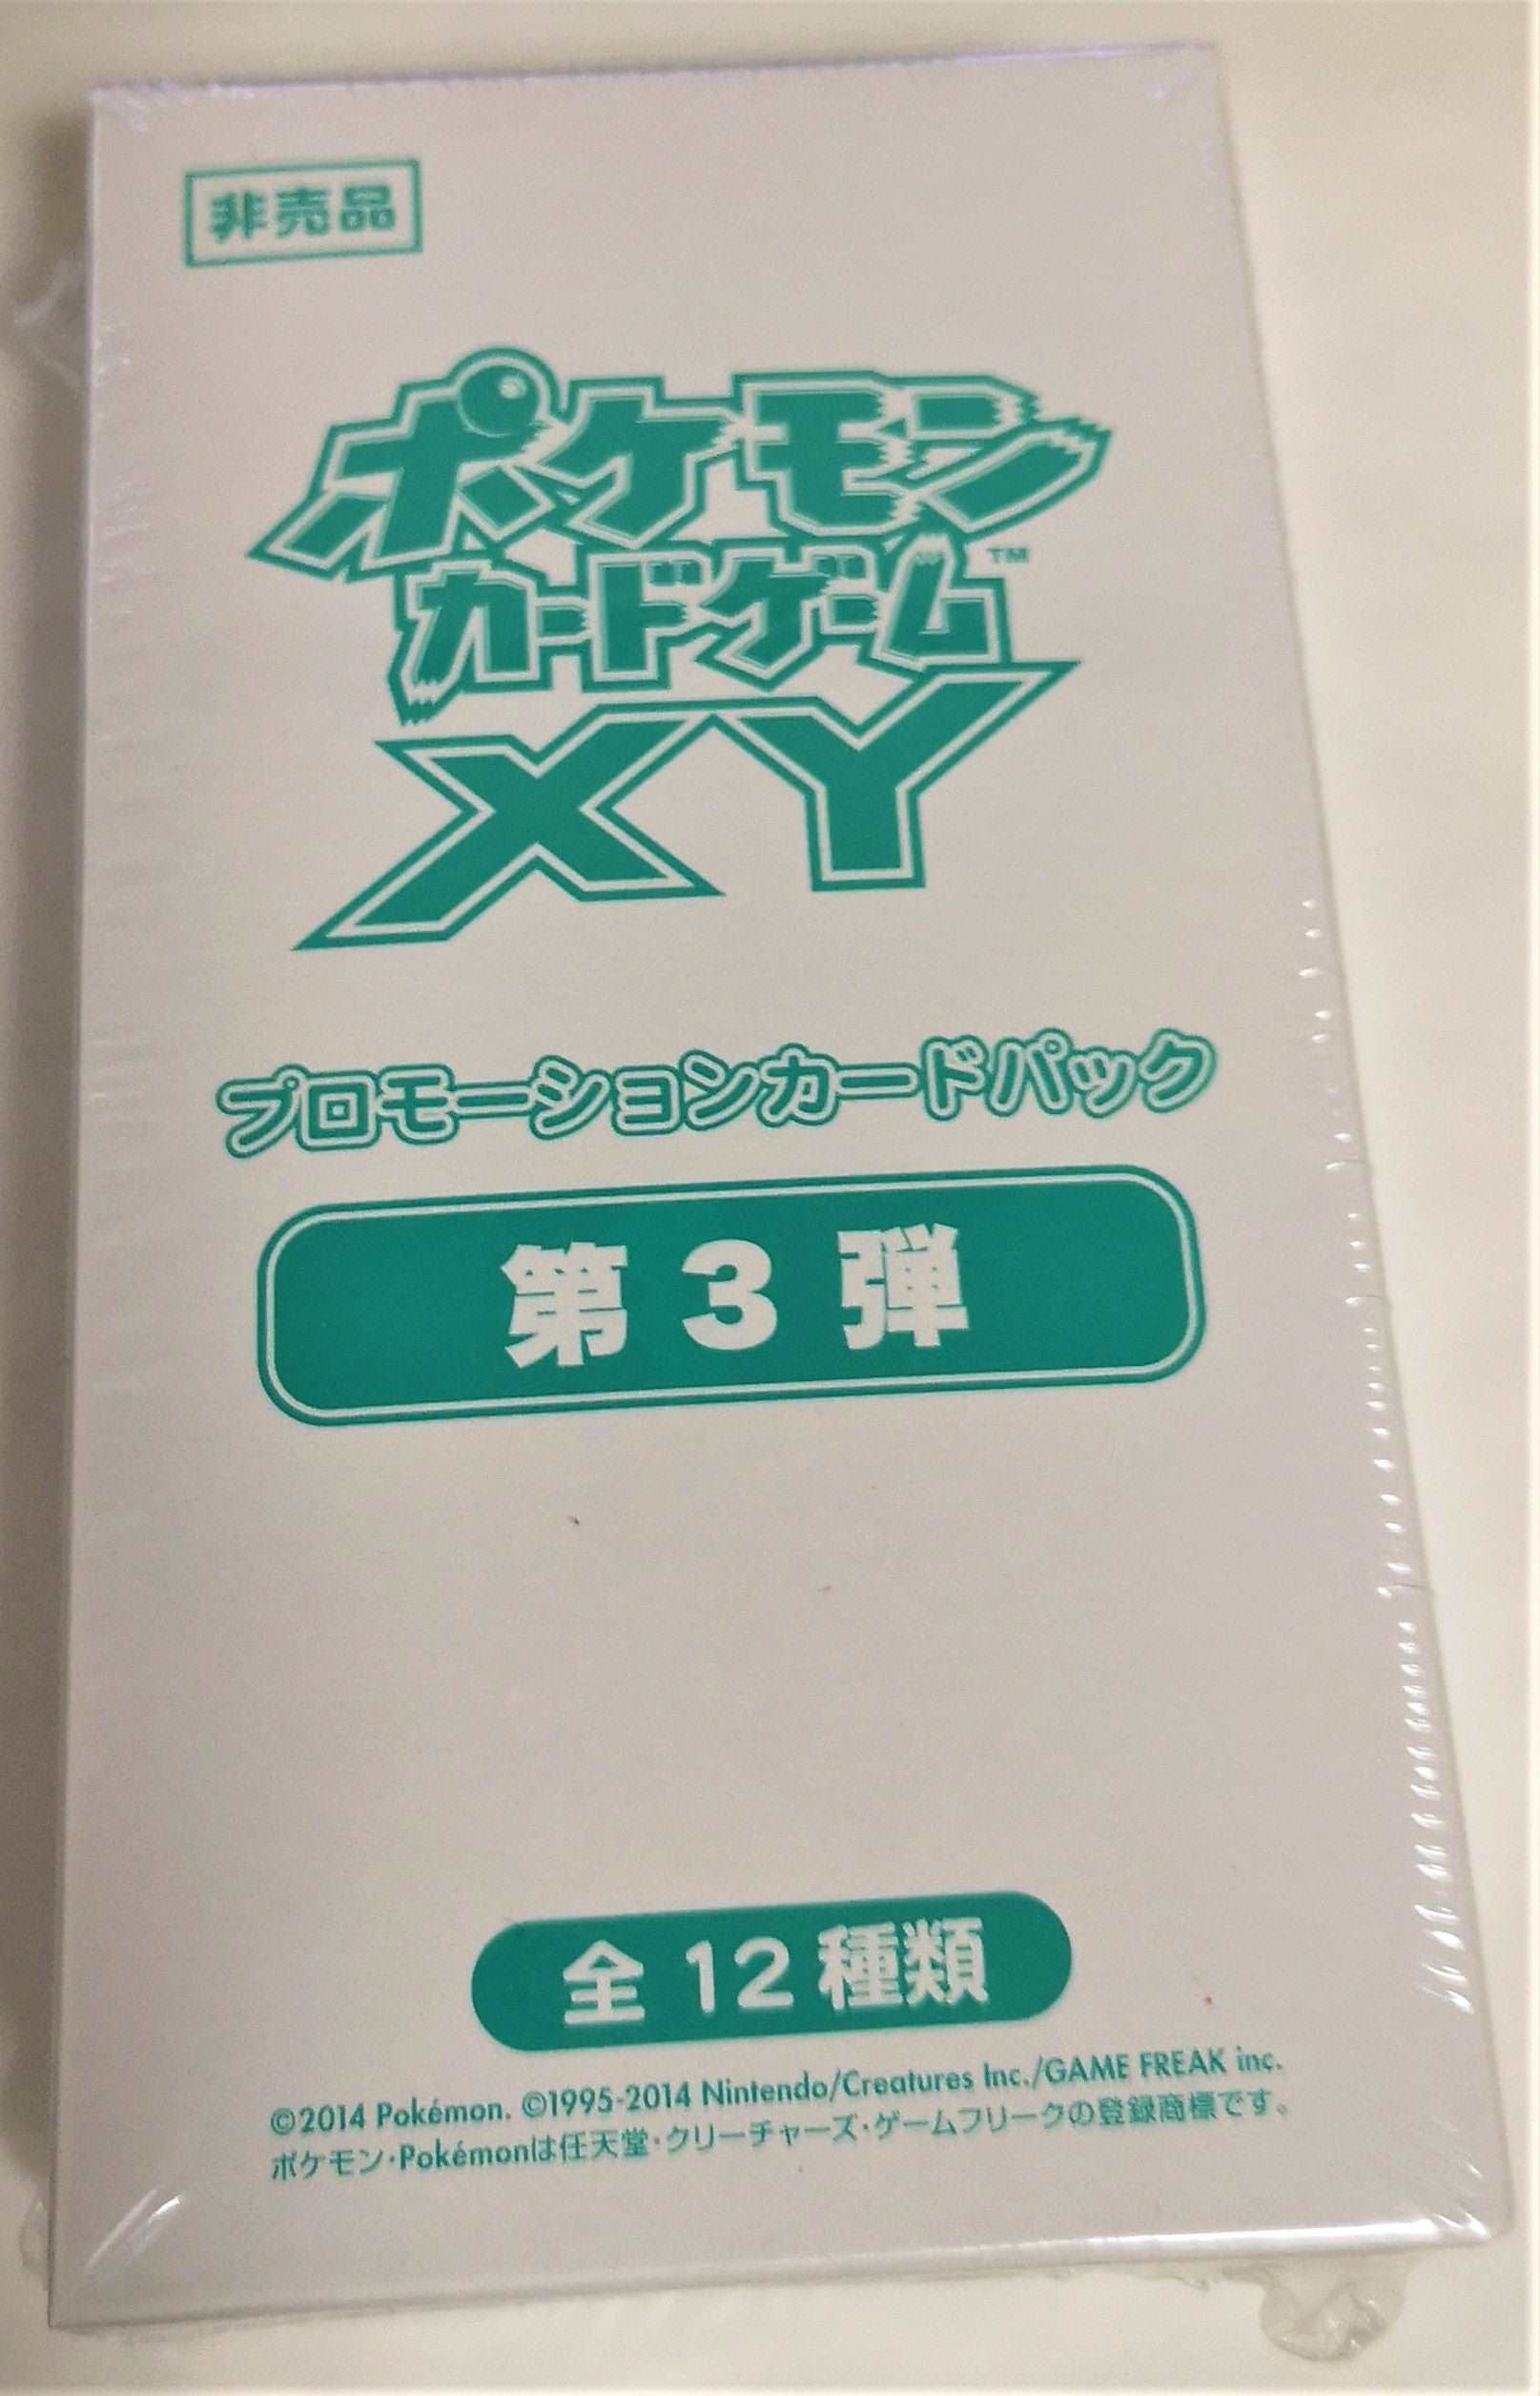 非売品
ポケモン
カードゲーム™
XY
プロモーションカードパック
第3弾
全12種類
©2014 Pokémon. ©1995-2014 Nintendo/Creatures Inc./GAME FREAK inc.
ポケモン・Pokémonは任天堂・クリーチャーズ・ゲームフリークの登録商標です。